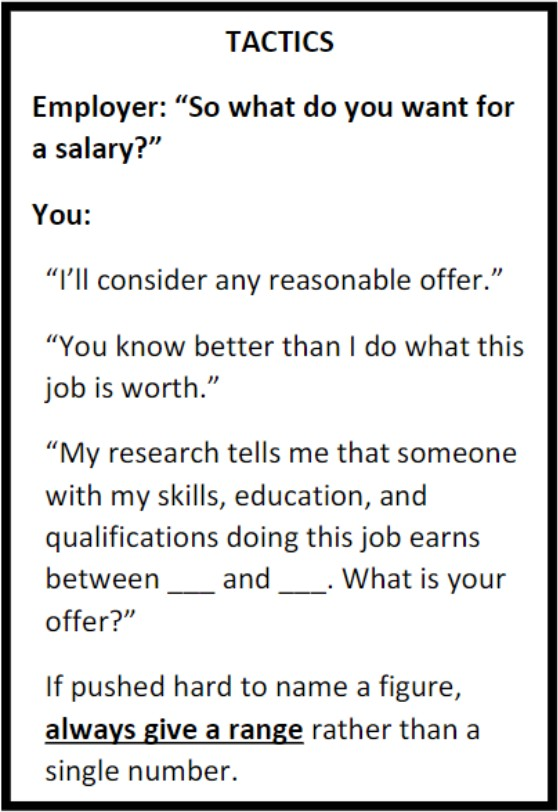 TACTICS
Employer: “So what do you want for
a salary?”
You:
“I’ll consider any reasonable offer.”
“You know better than I do what this
job is worth.”
“My research tells me that someone
with my skills, education, and
qualifications doing this job earns
between ___ and ___. What is your
offer?”
If pushed hard to name a figure,
always give a range rather than a
single number.